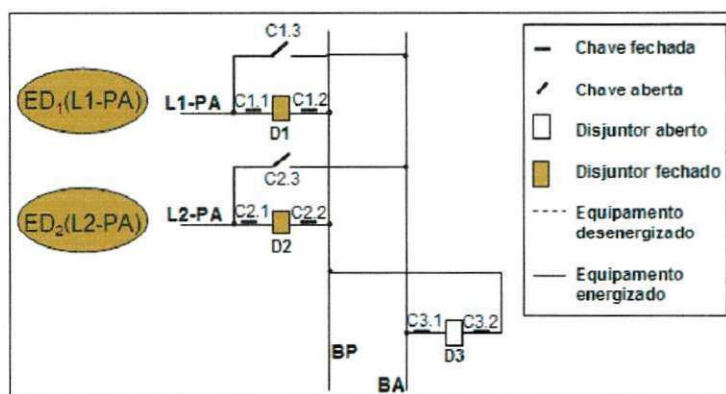 C1.3
ED₁(L1-PA)
L1-PA
C1.1
C1.2
D1
C2.3
ED₂(L2-PA)
L2-PA
C2.1
C2.2
D2
C3.1
C3.2
D3
BP
BA
Chave fechada
Chave aberta
Disjuntor aberto
Disjuntor fechado
Equipamento
desenergizado
Equipamento
energizado